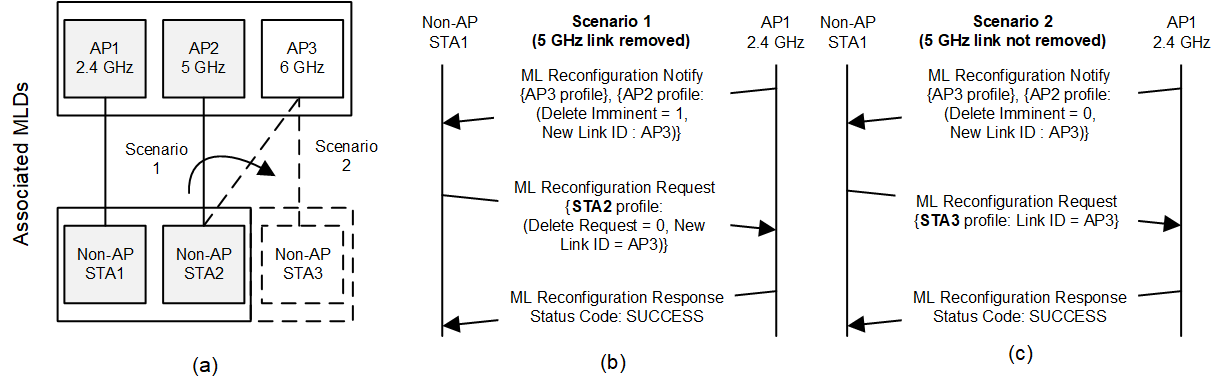 Associated MLDs
AP1
2.4 GHz
AP2
5 GHz
AP3
6 GHz
Scenario
1
Scenario
2
Non-AP
STA1
Non-AP
STA2
Non-AP
STA3
(a)
Non-AP
STA1
Scenario 1
(5 GHz link removed)
AP1
2.4 GHz
ML Reconfiguration Notify
{AP3 profile}, {AP2 profile:
(Delete Imminent = 1,
New Link ID : AP3)}
ML Reconfiguration Request
{STA2 profile:
(Delete Request = 0, New
Link ID = AP3)}
ML Reconfiguration Response
Status Code: SUCCESS
(b)
Non-AP
STA1
Scenario 2
(5 GHz link not removed)
AP1
2.4 GHz
ML Reconfiguration Notify
{AP3 profile}, {AP2 profile:
(Delete Imminent = 0,
New Link ID : AP3)}
ML Reconfiguration Request
{STA3 profile: Link ID = AP3}
ML Reconfiguration Response
Status Code: SUCCESS
(c)